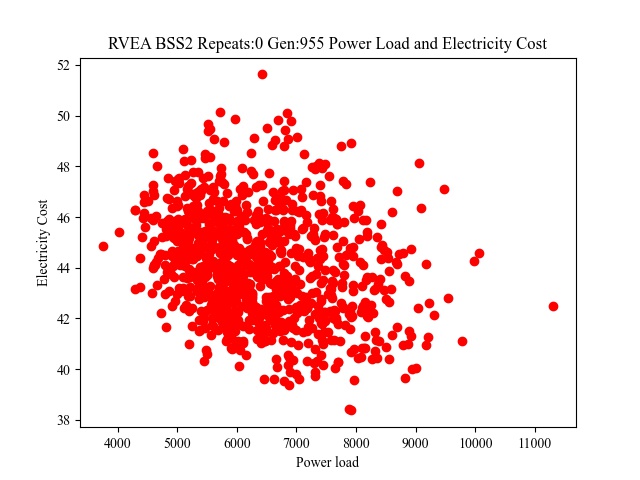 RVEA BSS2 Repeats:0 Gen:955 Power Load and Electricity Cost
52
50
48
46
44
42
40
38
Electricity Cost
4000 5000 6000 7000 8000 9000 10000 11000
Power load